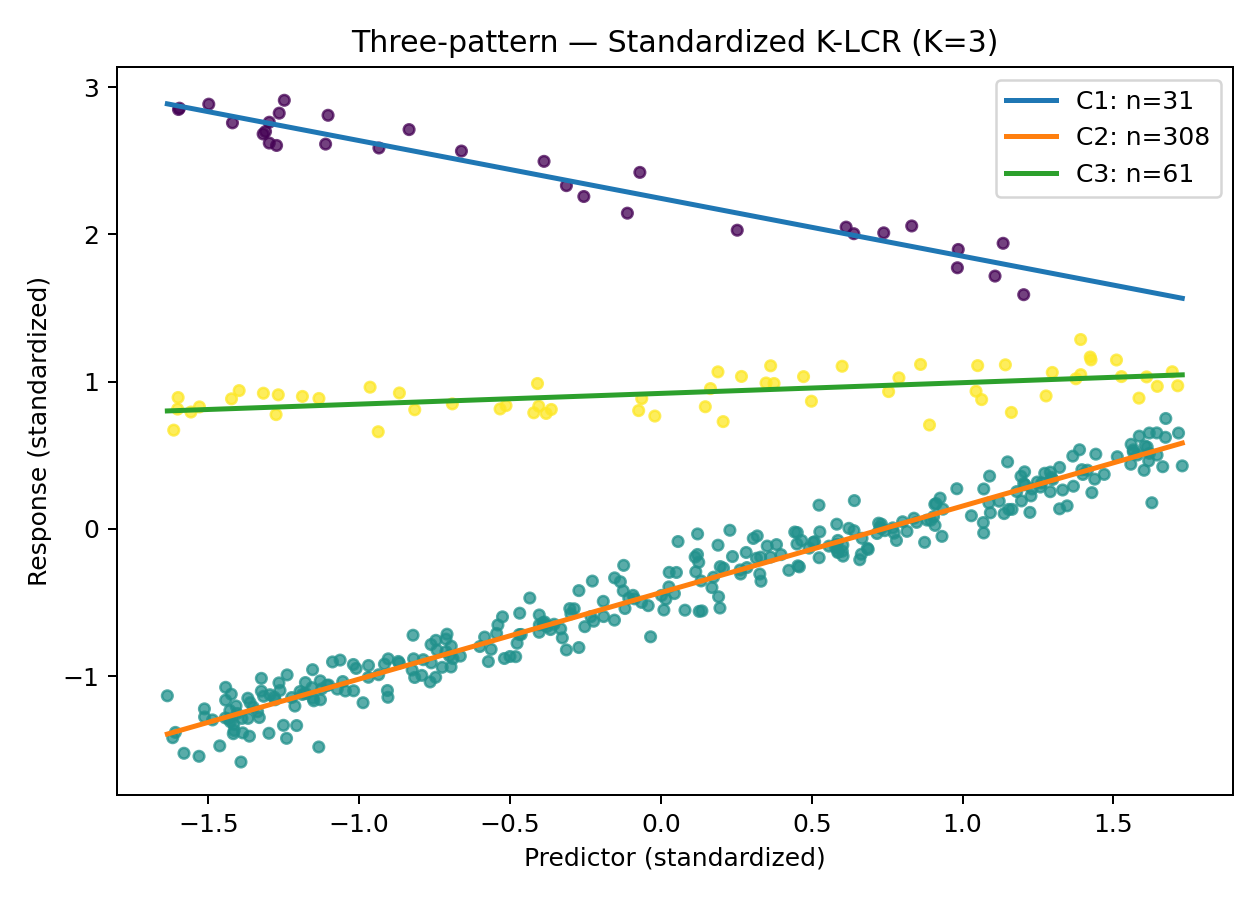 Three-pattern — Standardized K-LCR (K=3)
C1: n=31
C2: n=308
C3: n=61
Response (standardized)
3
2
1
0
−1
−1.5 −1.0 −0.5 0.0 0.5 1.0 1.5
Predictor (standardized)